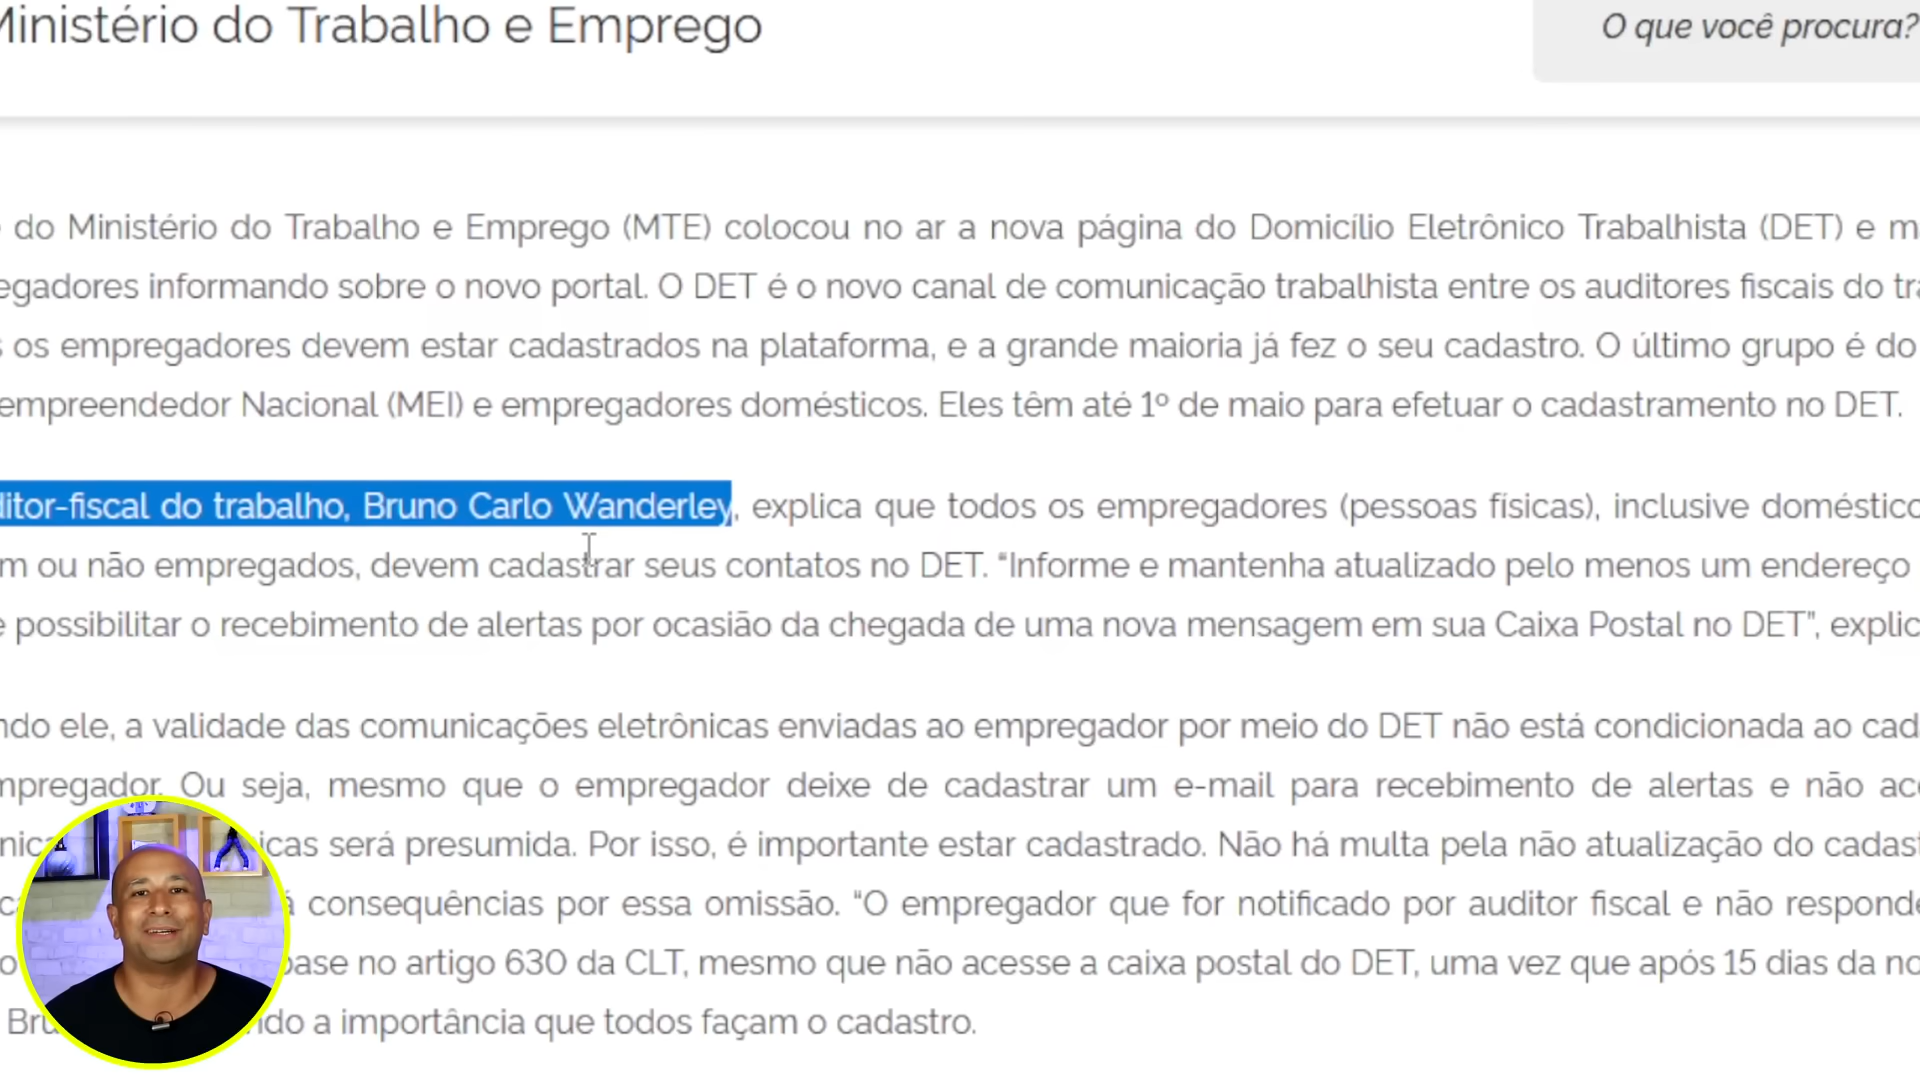 Ministério do Trabalho e Emprego
O que você procura?
do Ministério do Trabalho e Emprego (MTE) colocou no ar a nova página do Domicílio Eletrônico Trabalhista (DET) e m
egadores informando sobre o novo portal. O DET é o novo canal de comunicação trabalhista entre os auditores fiscais do tra
s os empregadores devem estar cadastrados na plataforma, e a grande maioria já fez o seu cadastro. O último grupo é do
empreendedor Nacional (MEI) e empregadores domésticos. Eles têm até 1º de maio para efetuar o cadastramento no DET.
ditor-fiscal do trabalho, Bruno Carlo Wanderley, explica que todos os empregadores (pessoas físicas), inclusive doméstico
m ou não empregados, devem cadastrar seus contatos no DET. “Informe e mantenha atualizado pelo menos um endereço
e possibilitar o recebimento de alertas por ocasião da chegada de uma nova mensagem em sua Caixa Postal no DET”, explic
ndo ele, a validade das comunicações eletrônicas enviadas ao empregador por meio do DET não está condicionada ao cad
mpregador. Ou seja, mesmo que o empregador deixe de cadastrar um e-mail para recebimento de alertas e não ace
nica icas será presumida. Por isso, é importante estar cadastrado. Não há multa pela não atualização do cadast
á consequências por essa omissão. “O empregador que for notificado por auditor fiscal e não responde
base no artigo 630 da CLT, mesmo que não acesse a caixa postal do DET, uma vez que após 15 dias da no
Bru ndo a importância que todos façam o cadastro.